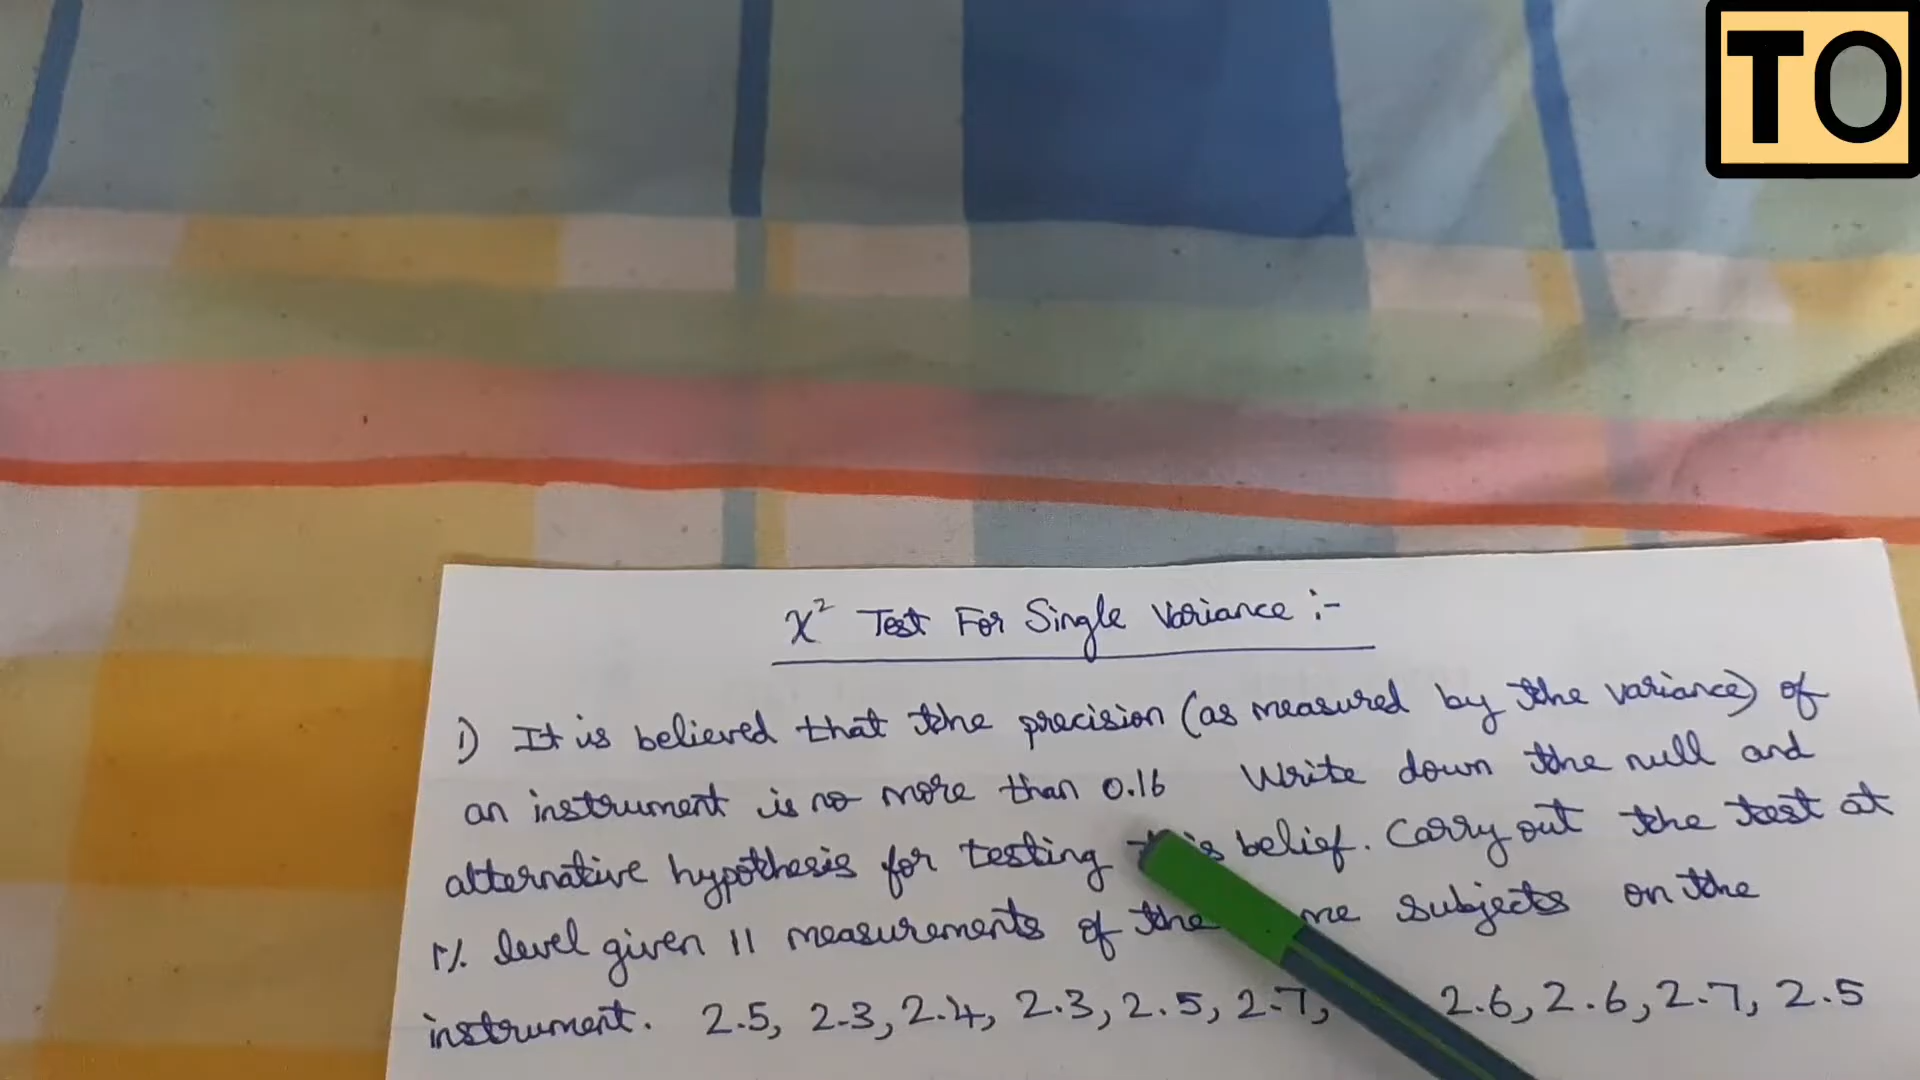 TO
χ² Test For Single Variance :-
1) It is believed that the precision (as measured by the variance) of
an instrument is no more than 0.16 Write down the null and
alternative hypothesis for testing belief. Carry out the test at
1% level given 11 measurements of the subjects on the
instrument. 2.5, 2.3, 2.4, 2.3, 2.5, 2.7, 2.6, 2.6, 2.7, 2.5